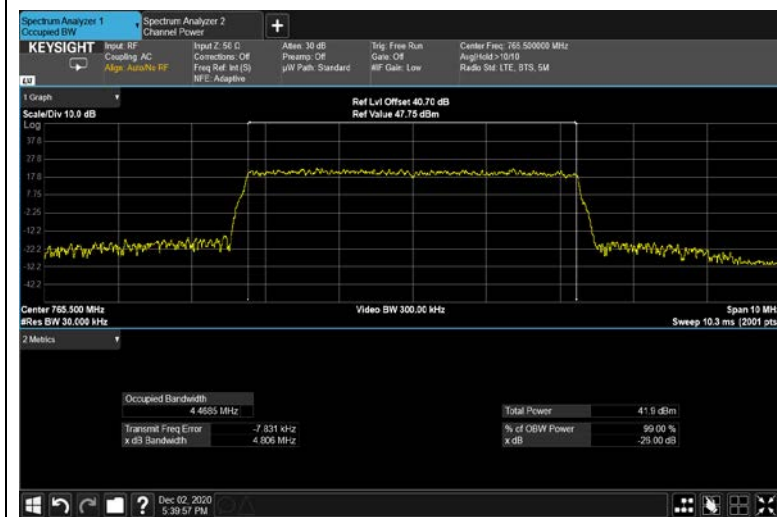 Spectrum Analyzer 1
Occupied BW
Spectrum Analyzer 2
Channel Power
+
KEYSIGHT
Input: RF
Coupling: AC
Align: Auto/No RF
Input Z: 50 Ω
Corrections: Off
Freq Ref: Int (S)
NFE: Adaptive
Atten: 30 dB
Preamp: Off
µW Path: Standard
Trig: Free Run
Gate: Off
#IF Gain: Low
Center Freq: 765.500000 MHz
Avg|Hold:>10/10
Radio Std: LTE, BTS, 5M
LXI
1 Graph
Scale/Div 10.0 dB
Ref Lvl Offset 40.70 dB
Ref Value 47.75 dBm
Log
37.8
27.8
17.8
7.75
-2.25
-12.2
-22.2
-32.2
-42.2
Center 765.500 MHz
#Res BW 30.000 kHz
Video BW 300.00 kHz
Span 10 MH
Sweep 10.3 ms (2001 pts
2 Metrics
Occupied Bandwidth
4.4685 MHz
Transmit Freq Error -7.831 kHz
x dB Bandwidth 4.806 MHz
Total Power 41.9 dBm
% of OBW Power 99.00 %
x dB -26.00 dB
?
Dec 02, 2020
5:39:57 PM